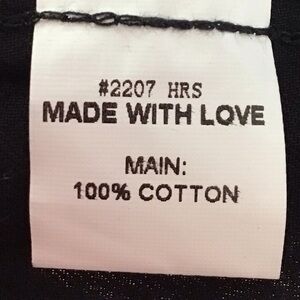 #2207 HRS
MADE WITH LOVE
MAIN:
100% COTTON